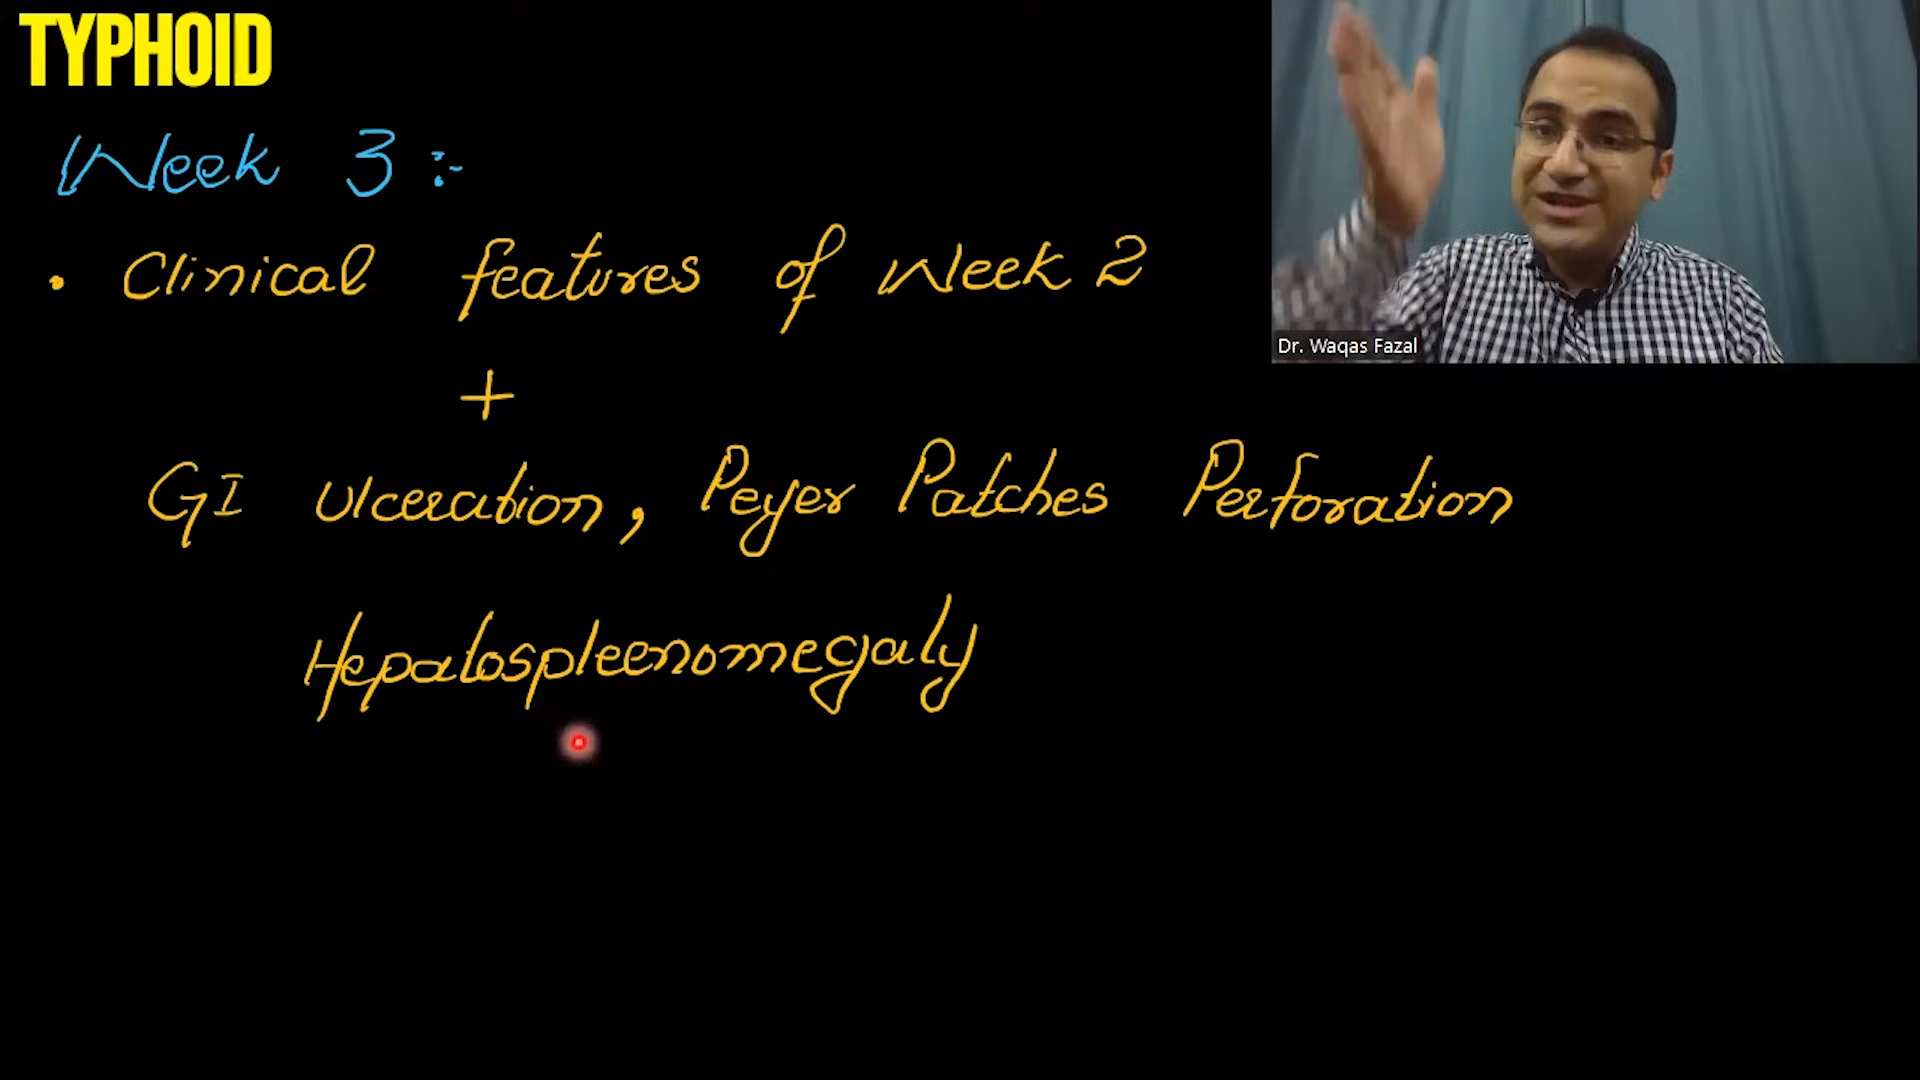 TYPHOID
Week 3 :-
• Clinical features of Week 2
+
GI Ulceration, Peyer Patches Perforation
Hepatospleenomegaly
Dr. Waqas Fazal